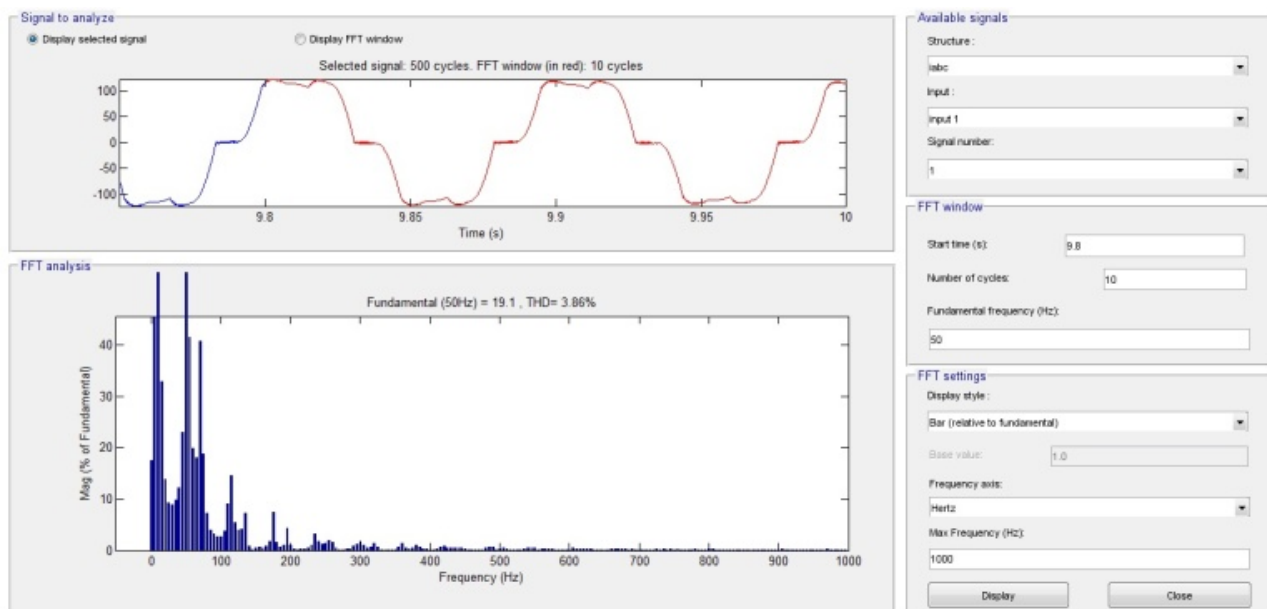 Signal to analyze
Display selected signal
Display FFT window
Selected signal: 500 cycles. FFT window (in red): 10 cycles
100
50
0
-50
-100
9.8
9.85
9.9
9.95
10
Time (s)
FFT analysis
Fundamental (50Hz) = 19.1 , THD= 3.86%
Mag (% of Fundamental)
40
30
20
10
0
0
100
200
300
400
500
600
700
800
900
1000
Frequency (Hz)
Available signals
Structure :
iabc
Input :
input 1
Signal number:
1
FFT window
Start time (s):
9.8
Number of cycles:
10
Fundamental frequency (Hz):
50
FFT settings
Display style :
Bar (relative to fundamental)
Base value:
1.0
Frequency axis:
Hertz
Max Frequency (Hz):
1000
Display
Close